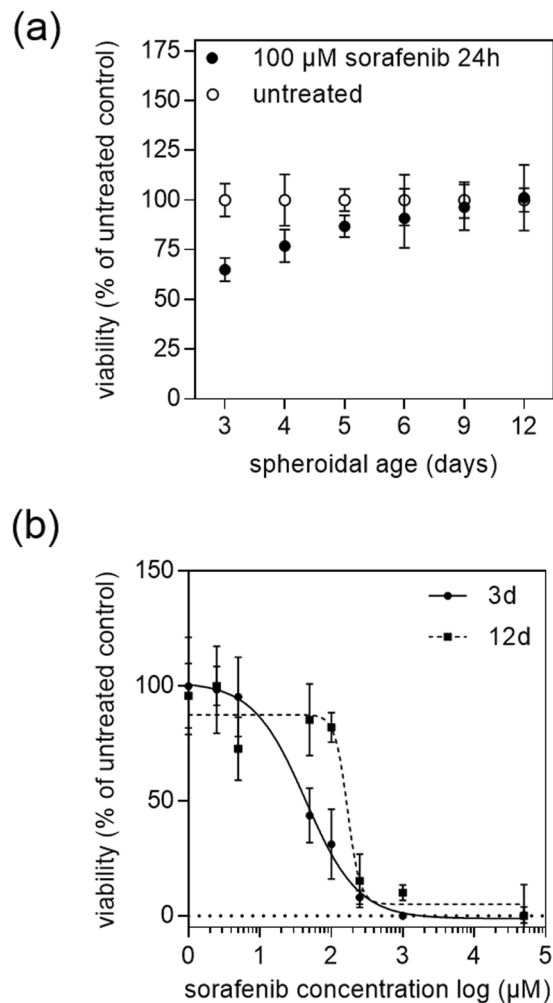 (a)
175
150
125
100
75
50
25
0
100 µM sorafenib 24h
untreated
viability (% of untreated control)
3 4 5 6 9 12
spheroidal age (days)
(b)
150
100
50
0
3d
12d
viability (% of untreated control)
0 1 2 3 4 5
sorafenib concentration log (µM)